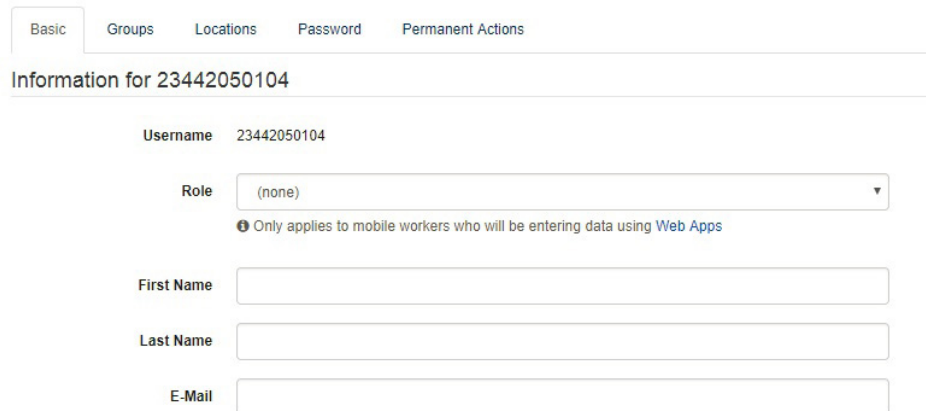 Basic Groups Locations Password Permanent Actions
Information for 23442050104
Username 23442050104
Role (none)
Only applies to mobile workers who will be entering data using Web Apps
First Name
Last Name
E-Mail